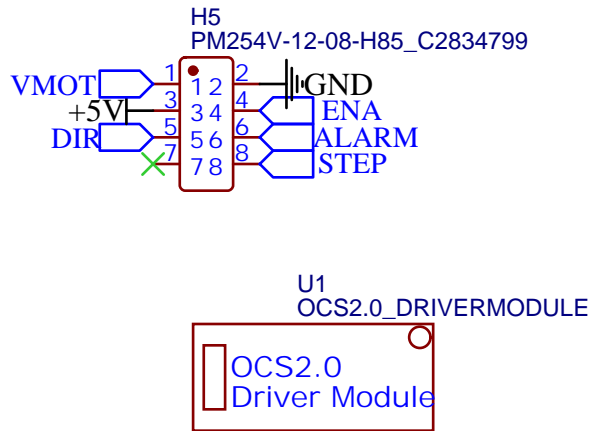 H5
PM254V-12-08-H85_C2834799
VMOT 1 1 2 2 GND
+5V 3 3 4 4 ENA
DIR 5 5 6 6 ALARM
7 7 8 8 STEP
U1
OCS2.0_DRIVERMODULE
OCS2.0
Driver Module